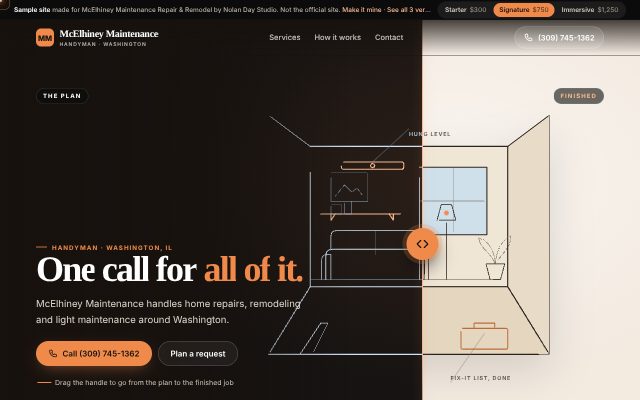 Sample site made for McElhiney Maintenance Repair & Remodel by Nolan Day Studio. Not the official site. Make it mine · See all 3 ver...
Starter $300 Signature $750 Immersive $1,250
MM McElhiney Maintenance
HANDYMAN · WASHINGTON
Services How it works Contact
(309) 745-1362
THE PLAN
FINISHED
HUNG LEVEL
HANDYMAN · WASHINGTON, IL
One call for all of it.
McElhiney Maintenance handles home repairs, remodeling
and light maintenance around Washington.
Call (309) 745-1362 Plan a request
Drag the handle to go from the plan to the finished job
FIX-IT LIST, DONE